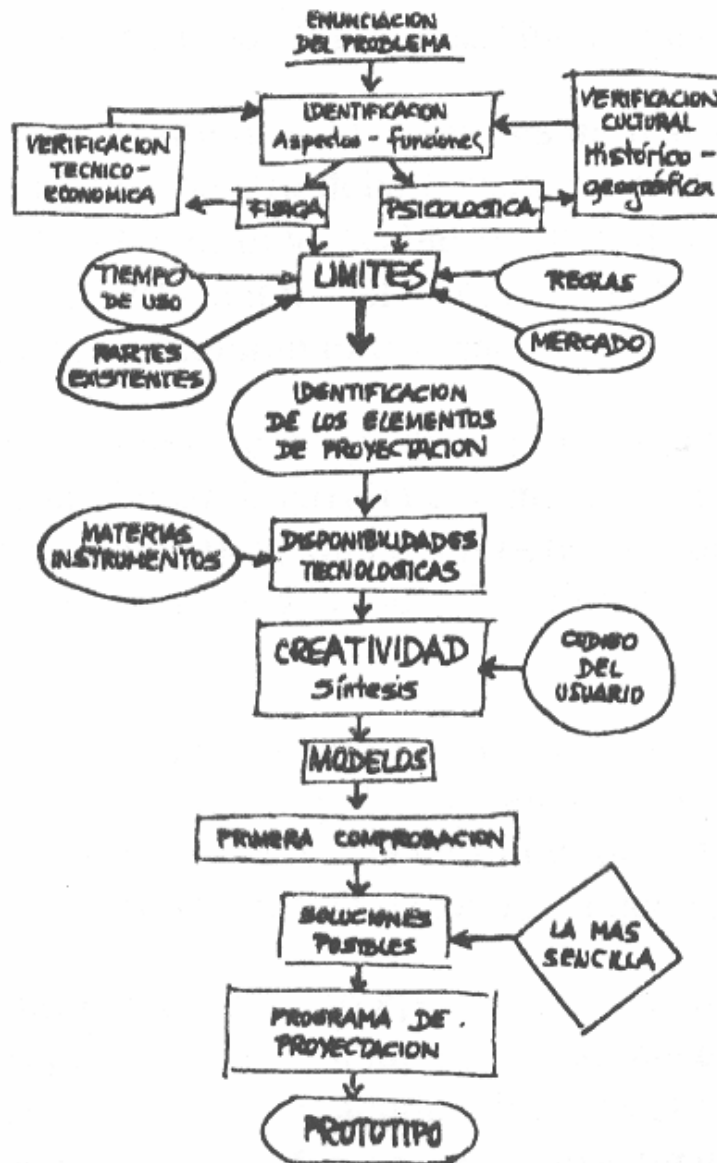 ENUNCIACION
DEL PROBLEMA
IDENTIFICACION
Aspectos - funciones
VERIFICACION
TECNICO -
ECONOMICA
VERIFICACION
CULTURAL
Histórico -
geográfica
FISICA
PSICOLOGICA
TIEMPO
DE USO
LIMITES
REGLAS
PARTES
EXISTENTES
MERCADO
IDENTIFICACION
DE LOS ELEMENTOS
DE PROYECTACION
MATERIAS
INSTRUMENTOS
DISPONIBILIDADES
TECNOLOGICAS
CREATIVIDAD
Síntesis
CODIGO
DEL
USUARIO
MODELOS
PRIMERA COMPROBACION
SOLUCIONES
POSIBLES
LA MAS
SENCILLA
PROGRAMA DE .
PROYECTACION
PROTOTIPO